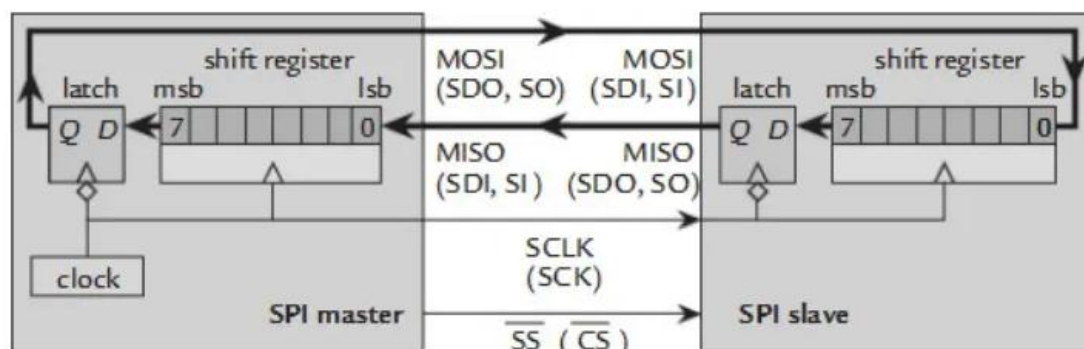 shift register
latch msb lsb
Q D 7 0
clock
SPI master
MOSI
(SDO, SO)
MOSI
(SDI, SI)
MISO
(SDI, SI)
MISO
(SDO, SO)
SCLK
(SCK)
SS (CS)
shift register
latch msb lsb
Q D 7 0
SPI slave